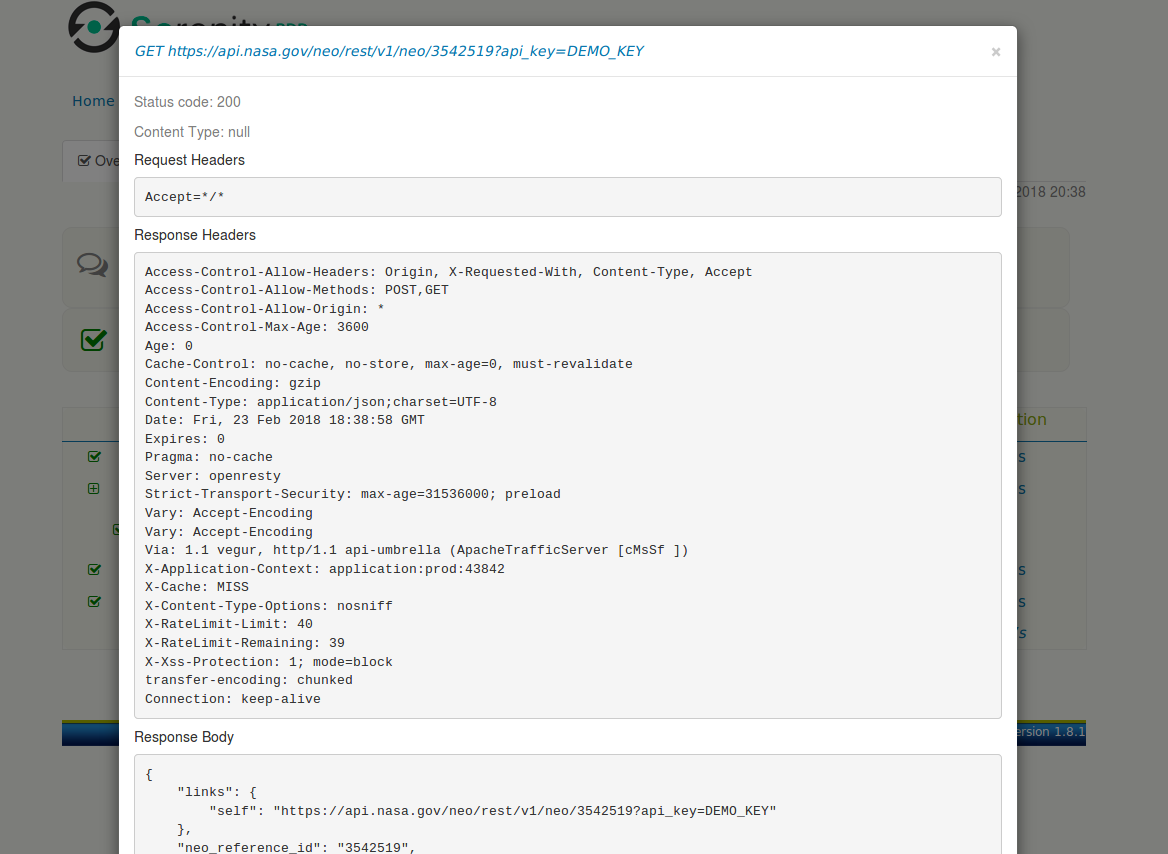 GET https://api.nasa.gov/neo/rest/v1/neo/3542519?api_key=DEMO_KEY
×
Home
Status code: 200
Content Type: null
Ove
Request Headers
2018 20:38
Accept=*/*
Response Headers
Access-Control-Allow-Headers: Origin, X-Requested-With, Content-Type, Accept
Access-Control-Allow-Methods: POST,GET
Access-Control-Allow-Origin: *
Access-Control-Max-Age: 3600
Age: 0
Cache-Control: no-cache, no-store, max-age=0, must-revalidate
Content-Encoding: gzip
Content-Type: application/json;charset=UTF-8
Date: Fri, 23 Feb 2018 18:38:58 GMT
Expires: 0
Pragma: no-cache
Server: openresty
Strict-Transport-Security: max-age=31536000; preload
Vary: Accept-Encoding
Vary: Accept-Encoding
Via: 1.1 vegur, http/1.1 api-umbrella (ApacheTrafficServer [cMsSf ])
X-Application-Context: application:prod:43842
X-Cache: MISS
X-Content-Type-Options: nosniff
X-RateLimit-Limit: 40
X-RateLimit-Remaining: 39
X-Xss-Protection: 1; mode=block
transfer-encoding: chunked
Connection: keep-alive
tion
s
s
s
s
s
Response Body
ersion 1.8.1
{
"links": {
"self": "https://api.nasa.gov/neo/rest/v1/neo/3542519?api_key=DEMO_KEY"
},
"neo_reference_id": "3542519",